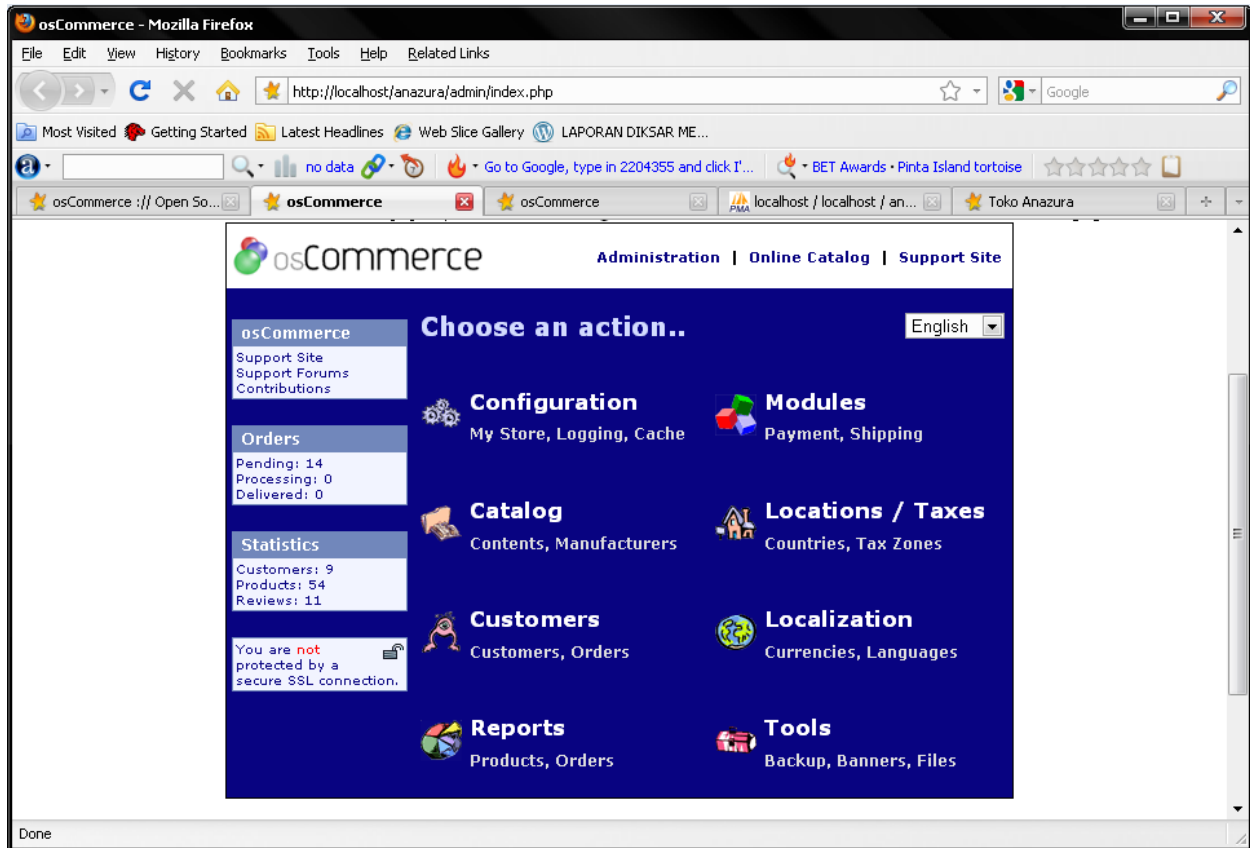 osCommerce - Mozilla Firefox
File Edit View History Bookmarks Tools Help Related Links
http://localhost/anazura/admin/index.php
Google
Most Visited Getting Started Latest Headlines Web Slice Gallery LAPORAN DIKSAR ME...
no data Go to Google, type in 2204355 and click I'... BET Awards • Pinta Island tortoise
osCommerce :// Open So... osCommerce osCommerce localhost / localhost / an... Toko Anazura
osCommerce
Administration | Online Catalog | Support Site
osCommerce
Support Site
Support Forums
Contributions
Orders
Pending: 14
Processing: 0
Delivered: 0
Statistics
Customers: 9
Products: 54
Reviews: 11
You are not
protected by a
secure SSL connection.
Choose an action..
English
Configuration
My Store, Logging, Cache
Modules
Payment, Shipping
Catalog
Contents, Manufacturers
Locations / Taxes
Countries, Tax Zones
Customers
Customers, Orders
Localization
Currencies, Languages
Reports
Products, Orders
Tools
Backup, Banners, Files
Done